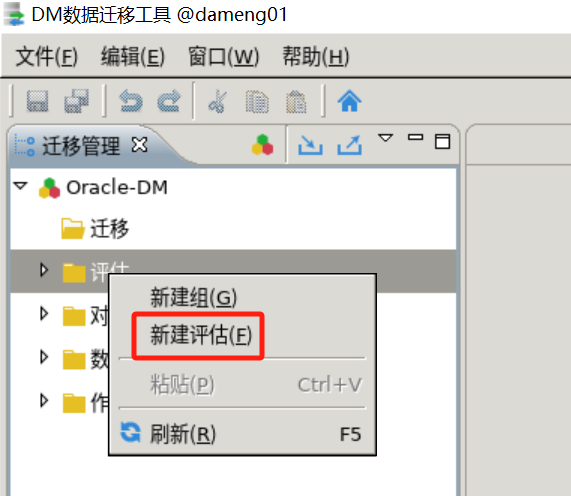 DM数据迁移工具 @dameng01
文件(F) 编辑(E) 窗口(W) 帮助(H)
迁移管理
Oracle-DM
迁移
评估
新建组(G)
对
新建评估(F)
数
粘贴(P) Ctrl+V
作
刷新(R) F5